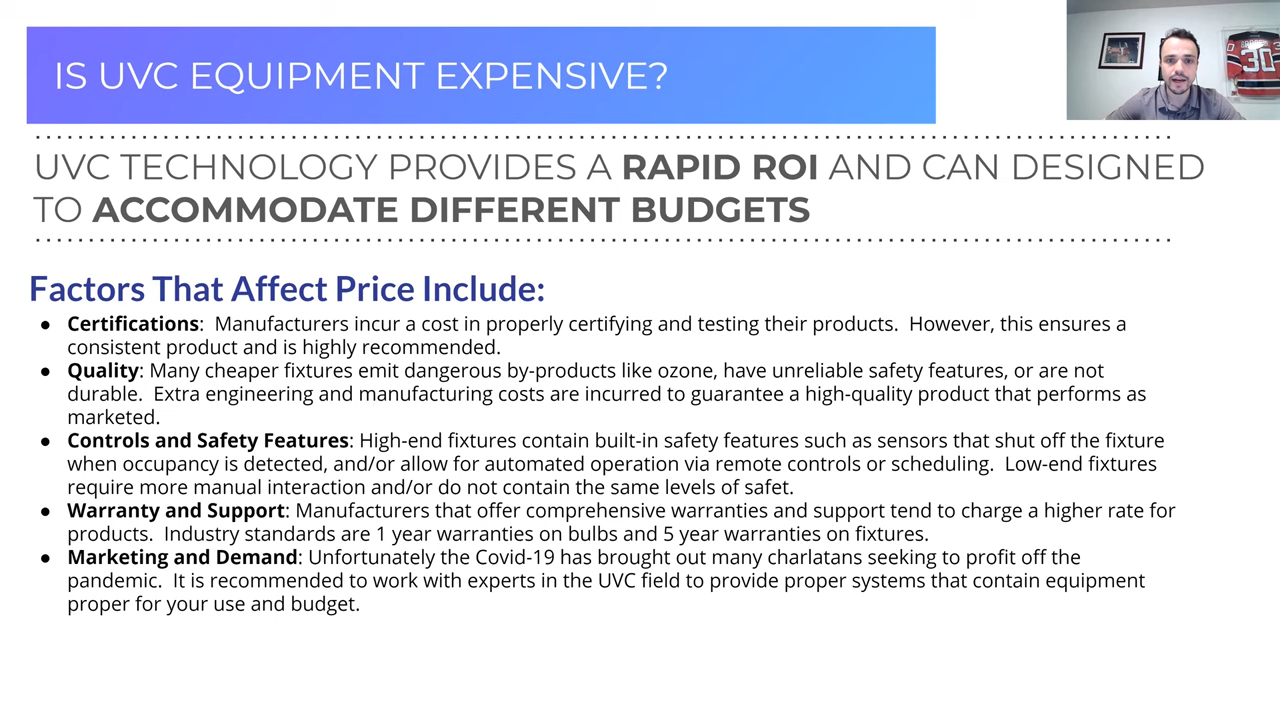 IS UVC EQUIPMENT EXPENSIVE?
UVC TECHNOLOGY PROVIDES A RAPID ROI AND CAN DESIGNED
TO ACCOMMODATE DIFFERENT BUDGETS
Factors That Affect Price Include:
● Certifications:  Manufacturers incur a cost in properly certifying and testing their products.  However, this ensures a
consistent product and is highly recommended.
● Quality: Many cheaper fixtures emit dangerous by-products like ozone, have unreliable safety features, or are not
durable.  Extra engineering and manufacturing costs are incurred to guarantee a high-quality product that performs as
marketed.
● Controls and Safety Features: High-end fixtures contain built-in safety features such as sensors that shut off the fixture
when occupancy is detected, and/or allow for automated operation via remote controls or scheduling.  Low-end fixtures
require more manual interaction and/or do not contain the same levels of safet.
● Warranty and Support: Manufacturers that offer comprehensive warranties and support tend to charge a higher rate for
products.  Industry standards are 1 year warranties on bulbs and 5 year warranties on fixtures.
● Marketing and Demand: Unfortunately the Covid-19 has brought out many charlatans seeking to profit off the
pandemic.  It is recommended to work with experts in the UVC field to provide proper systems that contain equipment
proper for your use and budget.
30